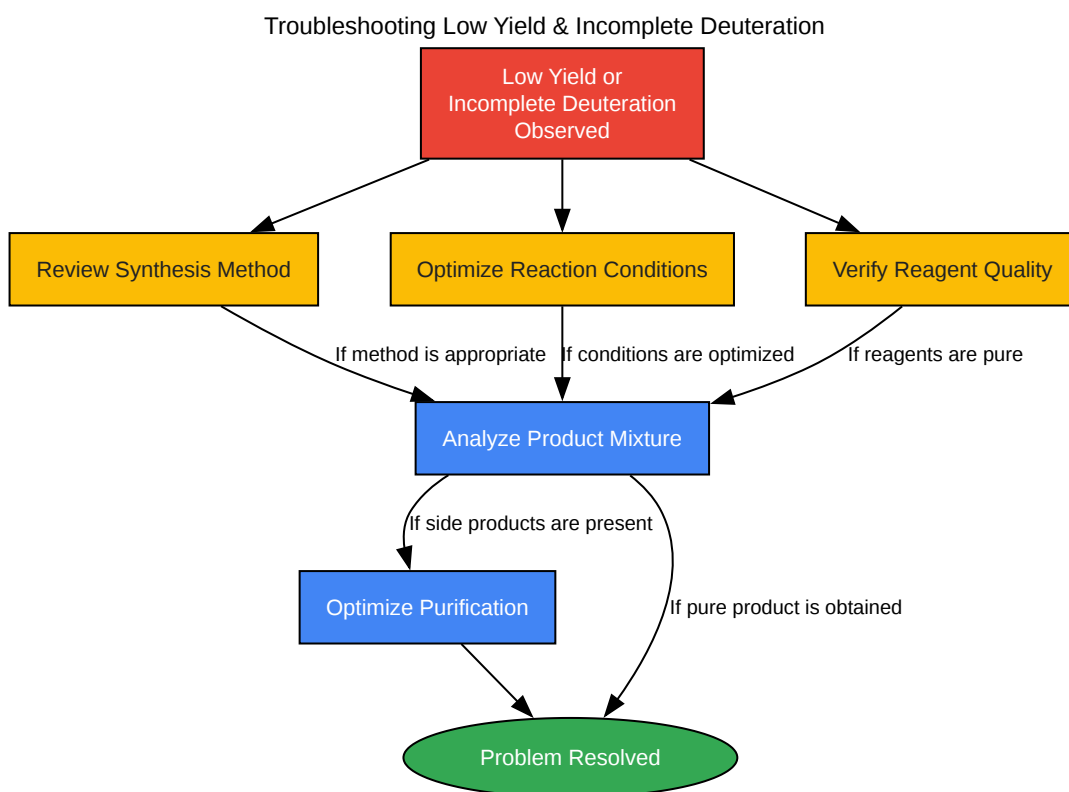 Troubleshooting Low Yield & Incomplete Deuteration
Low Yield or
Incomplete Deuteration
Observed
Review Synthesis Method
Optimize Reaction Conditions
Verify Reagent Quality
If method is appropriate
If conditions are optimized
If reagents are pure
Analyze Product Mixture
If side products are present
Optimize Purification
If pure product is obtained
Problem Resolved